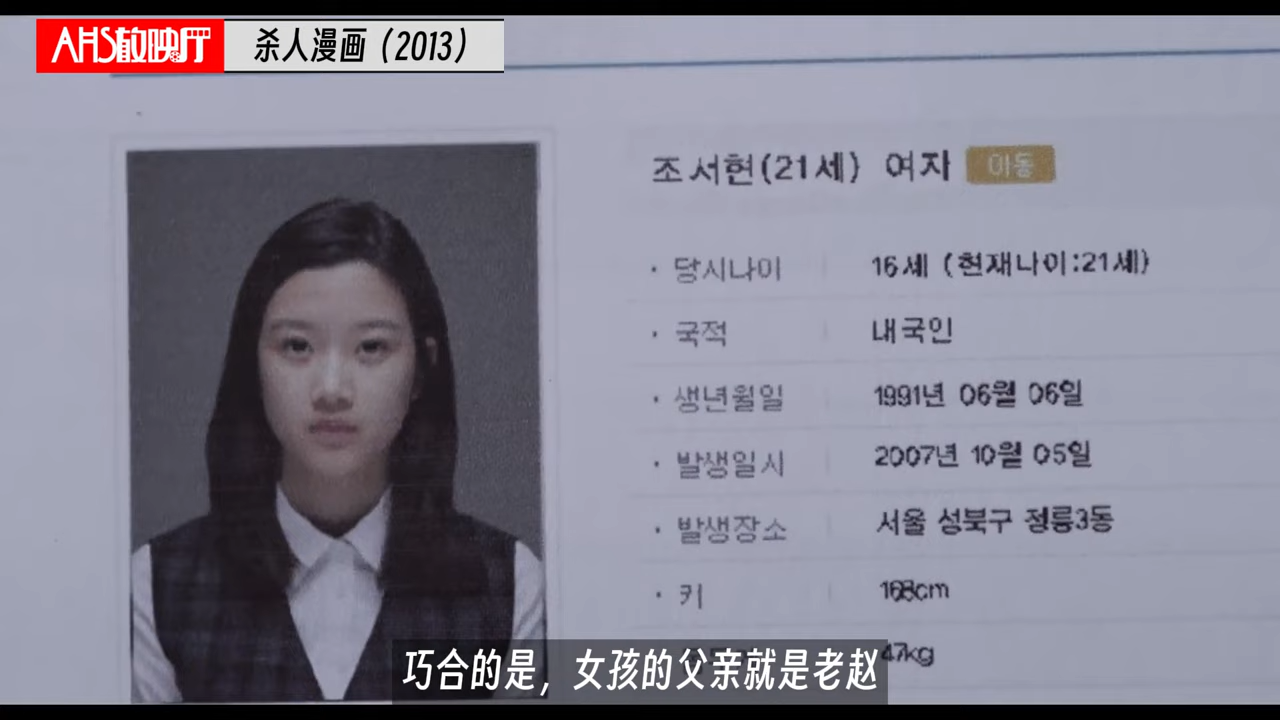 AHS散映厅
杀人漫画（2013）
조서현(21세) 여자 아동
당시나이 16세 (현재나이:21세)
국적 내국인
생년월일 1991년 06월 06일
발생일시 2007년 10월 05일
발생장소 서울 성북구 정릉3동
키 168cm
47kg
巧合的是，女孩的父亲就是老赵